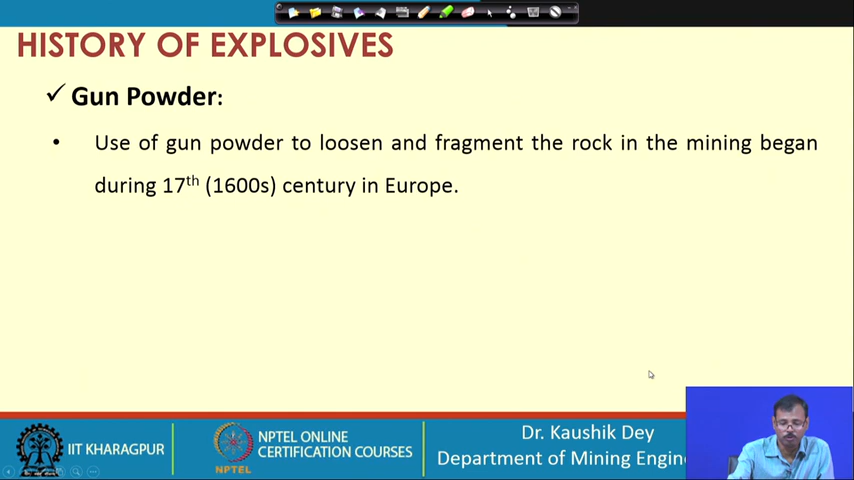 HISTORY OF EXPLOSIVES
✓ Gun Powder:
• Use of gun powder to loosen and fragment the rock in the mining began
during 17th (1600s) century in Europe.
IIT KHARAGPUR
NPTEL
NPTEL ONLINE
CERTIFICATION COURSES
Dr. Kaushik Dey
Department of Mining Engine